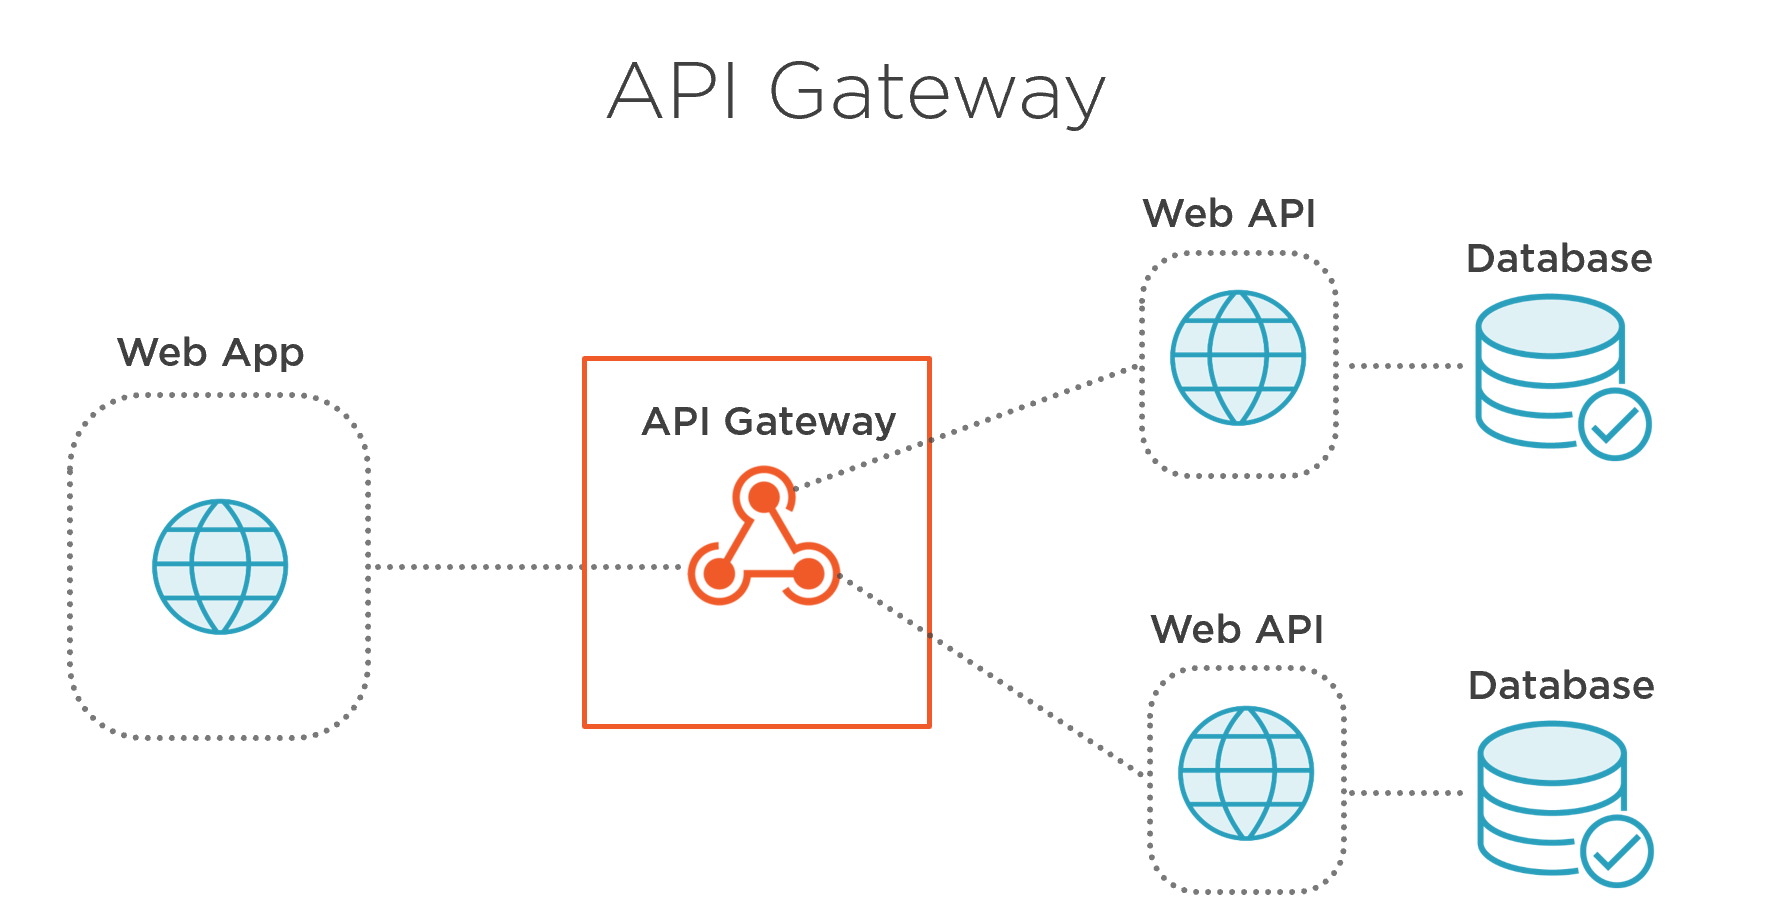 API Gateway
Web API
Database
Web App
API Gateway
Web API
Database